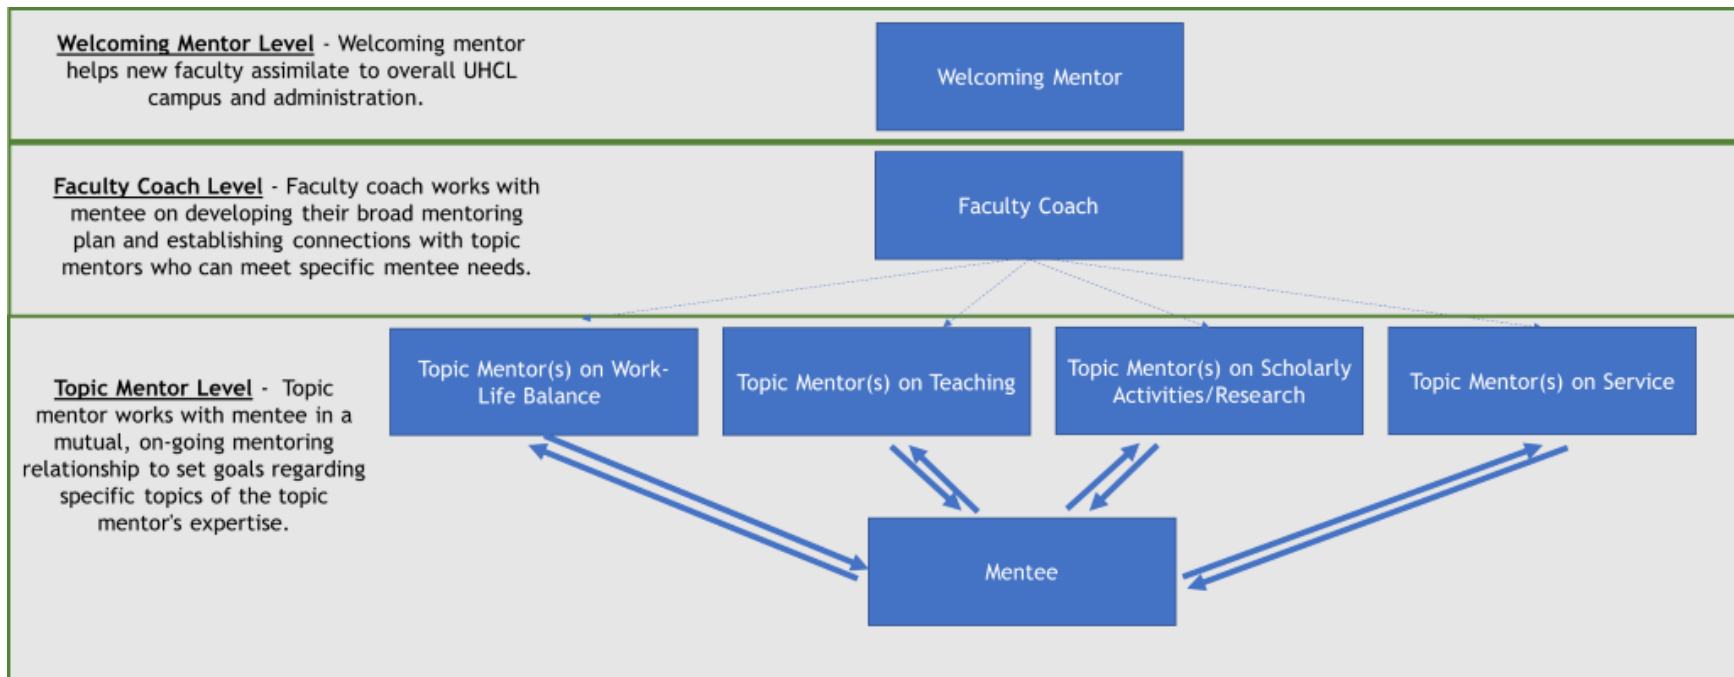 Welcoming Mentor Level - Welcoming mentor
helps new faculty assimilate to overall UHCL
campus and administration.
Welcoming Mentor
Faculty Coach Level - Faculty coach works with
mentee on developing their broad mentoring
plan and establishing connections with topic
mentors who can meet specific mentee needs.
Faculty Coach
Topic Mentor Level - Topic
mentor works with mentee in a
mutual, on-going mentoring
relationship to set goals regarding
specific topics of the topic
mentor's expertise.
Topic Mentor(s) on Work-
Life Balance
Topic Mentor(s) on Teaching
Topic Mentor(s) on Scholarly
Activities/Research
Topic Mentor(s) on Service
Mentee